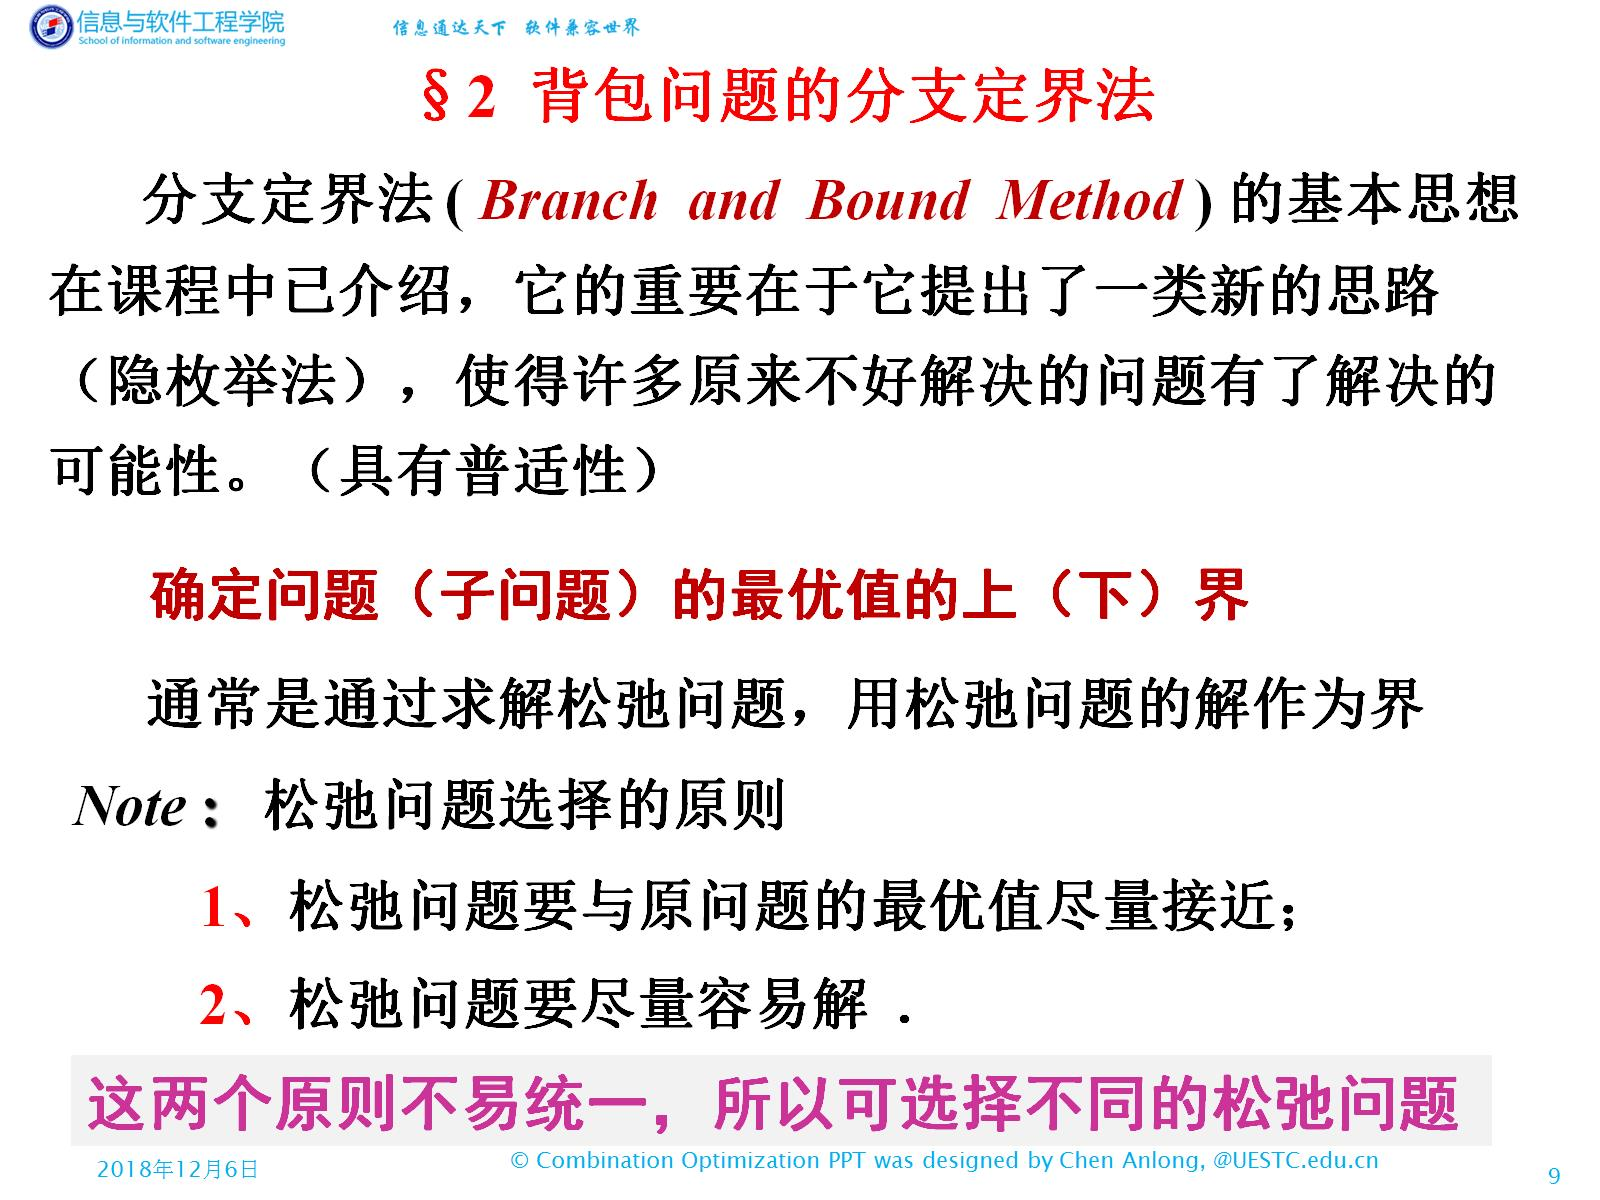 信息与软件工程学院
School of information and software engineering
信息通达天下 软件兼容世界
§2 背包问题的分支定界法
分支定界法( Branch and Bound Method )的基本思想
在课程中已介绍，它的重要在于它提出了一类新的思路
（隐枚举法），使得许多原来不好解决的问题有了解决的
可能性。（具有普适性）
确定问题（子问题）的最优值的上（下）界
通常是通过求解松弛问题，用松弛问题的解作为界
Note： 松弛问题选择的原则
1、松弛问题要与原问题的最优值尽量接近；
2、松弛问题要尽量容易解 .
这两个原则不易统一，所以可选择不同的松弛问题
2018年12月6日
© Combination Optimization PPT was designed by Chen Anlong, @UESTC.edu.cn
9